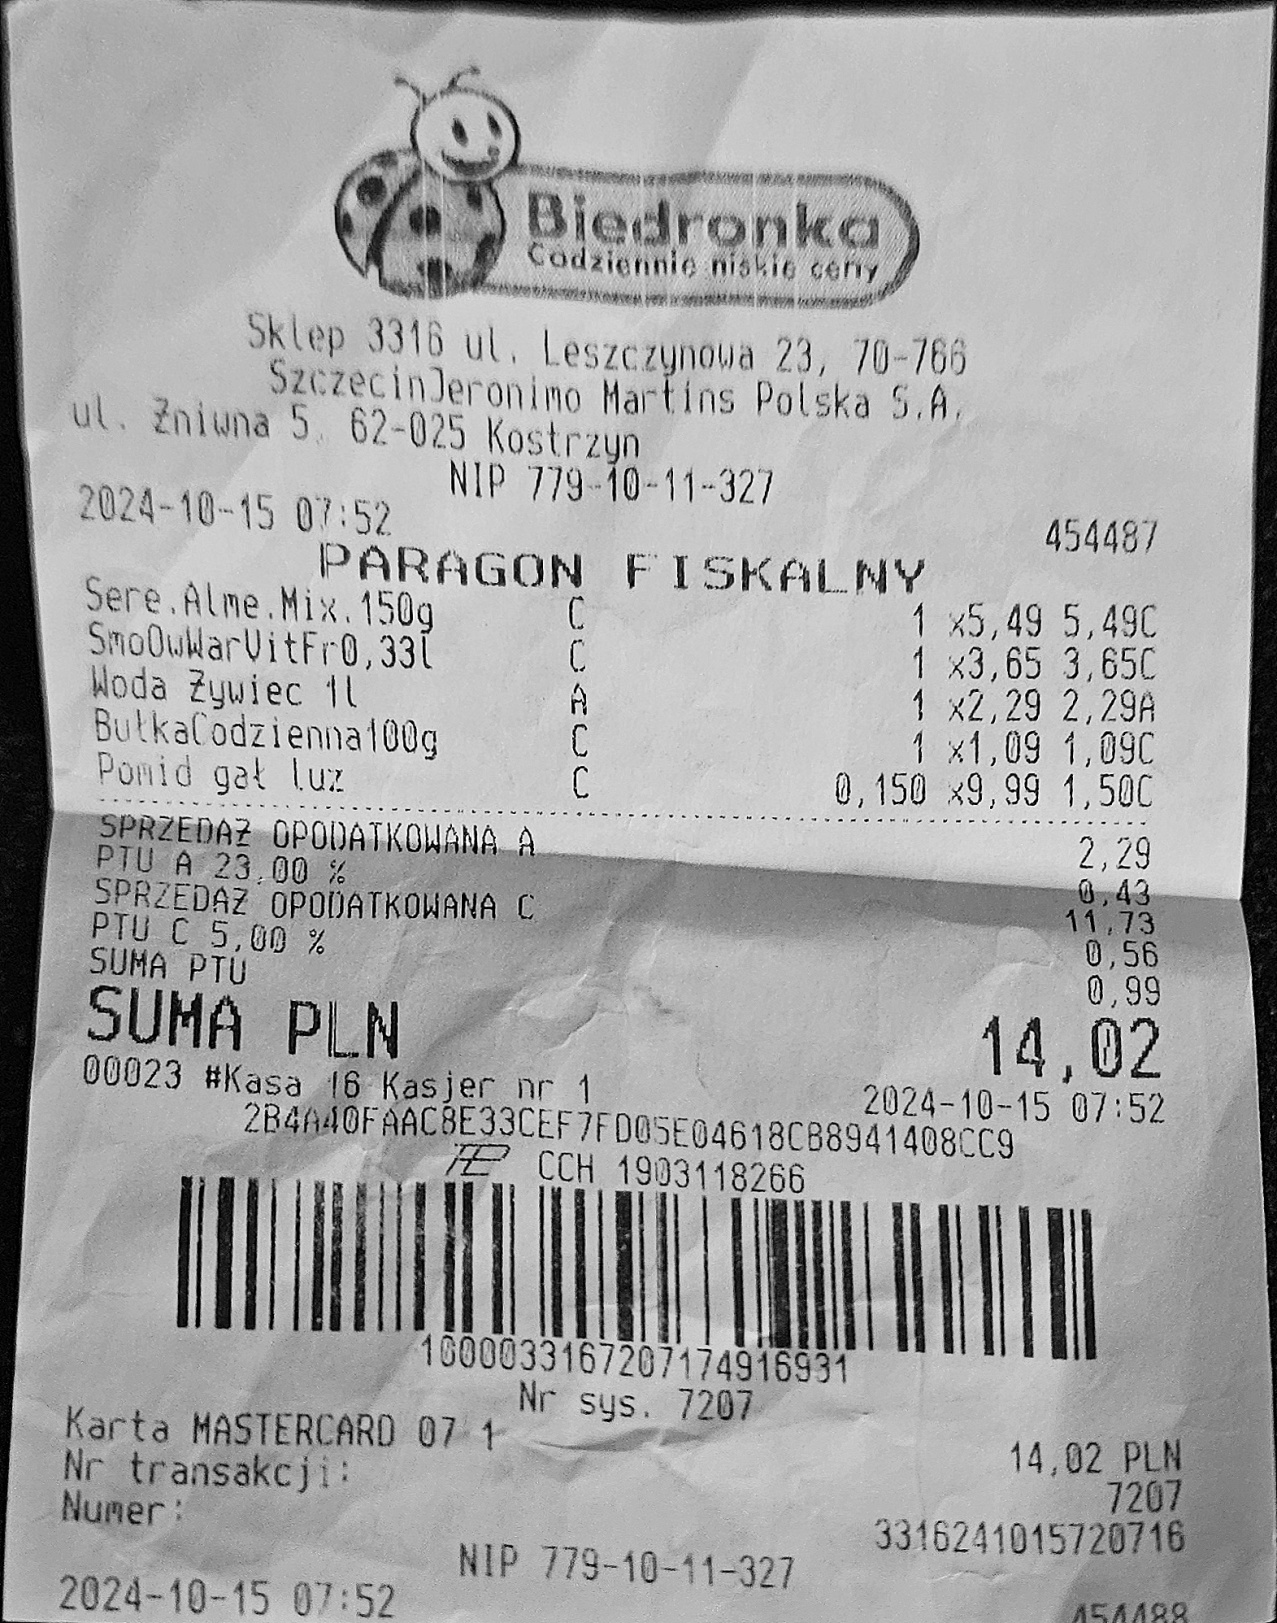 Biedronka
Codziennie niskie ceny
Sklep 3316 ul. Leszczynowa 23, 70-766
SzczecinJeronimo Martins Polska S.A.
ul. Żniwna 5, 62-025 Kostrzyn
NIP 779-10-11-327
2024-10-15 07:52 454487
PARAGON FISKALNY
Sere.Alme.Mix.150g C 1 x5,49 5,49C
SmoOwWarVitFr0,33l C 1 x3,65 3,65C
Woda Żywiec 1l A 1 x2,29 2,29A
BułkaCodzienna100g C 1 x1,09 1,09C
Pomid gał luz C 0,150 x9,99 1,50C
SPRZEDAŻ OPODATKOWANA A 2,29
PTU A 23,00 % 0,43
SPRZEDAŻ OPODATKOWANA C 11,73
PTU C 5,00 % 0,56
SUMA PTU 0,99
SUMA PLN 14,02
00023 #Kasa 16 Kasjer nr 1 2024-10-15 07:52
2B4A40FAAC8E33CEF7FD05E04618CB8941408CC9
CCH 1903118266
1600033167207174916931
Nr sys. 7207
Karta MASTERCARD 07 1 14,02 PLN
Nr transakcji: 7207
Numer: 3316241015720716
NIP 779-10-11-327
2024-10-15 07:52 454488